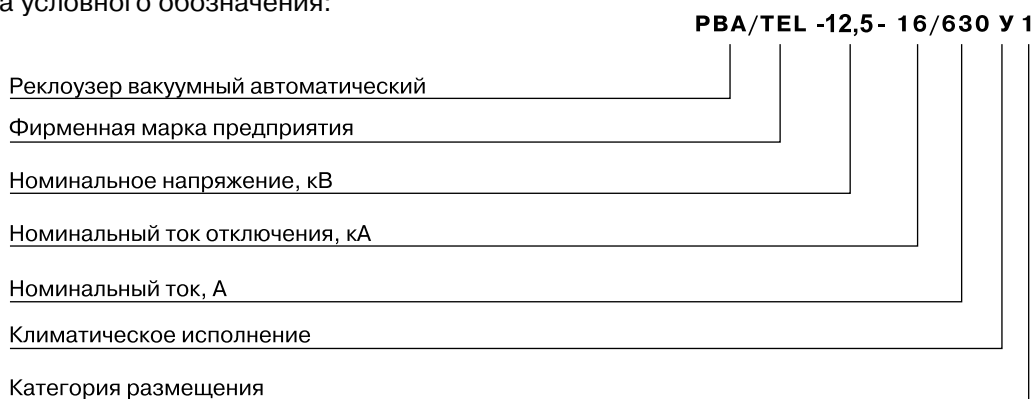 а условного обозначения:
РВА/TEL -12,5- 16/630 У 1
Реклоузер вакуумный автоматический
Фирменная марка предприятия
Номинальное напряжение, кВ
Номинальный ток отключения, кА
Номинальный ток, А
Климатическое исполнение
Категория размещения